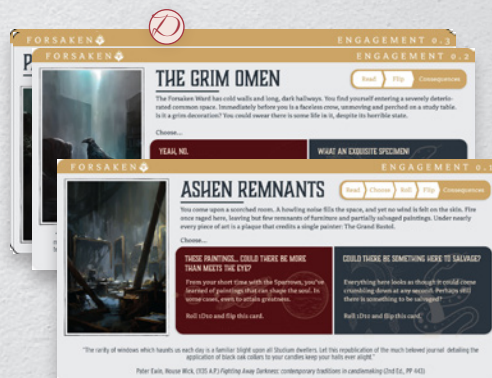 D
FORSAKEN
ENGAGEMENT 0.3
FORSAKEN
ENGAGEMENT 0.2
THE GRIM OMEN
Read Flip Consequences
The Forsaken Ward has cold walls and long, dark hallways. You find yourself entering a severely deterio-
rated common space. Immediately before you is a faceless crow, unmoving and perched on a study table.
Is it a grim decoration? You could swear there is some life in it, despite its horrible state.
Choose...
YEAH, NO.
WHAT AN EXQUISITE SPECIMEN!
FORSAKEN
ENGAGEMENT 0.1
ASHEN REMNANTS
Read Choose Roll Flip Consequences
You come upon a scorched room. A howling noise fills the space, and yet no wind is felt on the skin. Fire
once raged here, leaving but few remnants of furniture and partially salvaged paintings. Under nearly
every piece of art is a plaque that credits a single painter: The Grand Rostol.
Choose...
THESE PAINTINGS... COULD THERE BE MORE
THAN MEETS THE EYE?
From your short time with the Sparrows, you've
learned of paintings that can shape the soul. In
some cases, even to attain greatness.
Roll 1D10 and flip this card.
COULD THERE BE SOMETHING HERE TO SALVAGE?
Everything here looks as though it could come
crumbling down at any second. Perhaps still
there is something to be salvaged?
Roll 1D10 and flip this card.
"The rarity of windows which haunts us each day is a familiar blight upon all Studium dwellers. Let this republication of the much beloved journal detailing the
application of black oak collars to your candles keep your halls ever alight."
Pater Ewin, House Wick, (935 A.P.) Fighting Away Darkness: contemporary traditions in candlemaking (2nd Ed., PP 443)